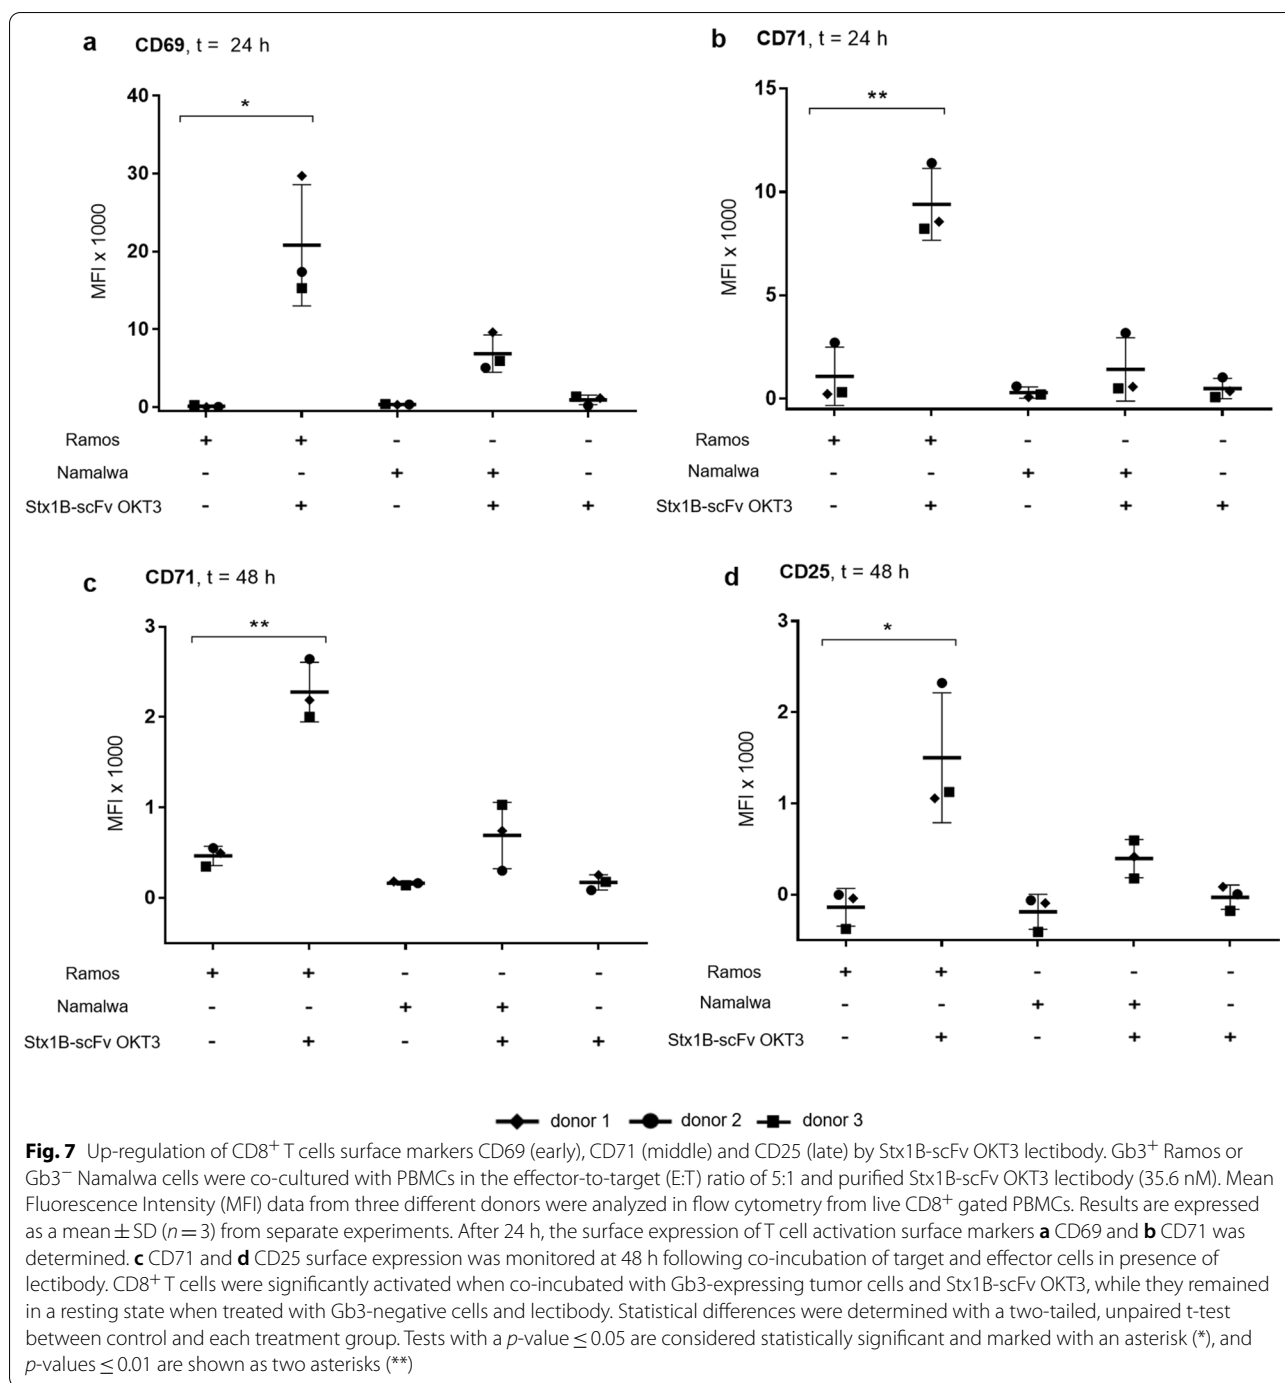 a CD69, t = 24 h
40
30
20
10
0
MFI x 1000
*
Ramos + + - - -
Namalwa - - + + -
Stx1B-scFv OKT3 - + - + +
b CD71, t = 24 h
15
10
5
0
MFI x 1000
**
Ramos + + - - -
Namalwa - - + + -
Stx1B-scFv OKT3 - + - + +
c CD71, t = 48 h
3
2
1
0
MFI x 1000
**
Ramos + + - - -
Namalwa - - + + -
Stx1B-scFv OKT3 - + - + +
d CD25, t = 48 h
3
2
1
0
MFI x 1000
*
Ramos + + - - -
Namalwa - - + + -
Stx1B-scFv OKT3 - + - + +
donor 1 donor 2 donor 3
Fig. 7 Up-regulation of CD8⁺ T cells surface markers CD69 (early), CD71 (middle) and CD25 (late) by Stx1B-scFv OKT3 lectibody. Gb3⁺ Ramos or
Gb3⁻ Namalwa cells were co-cultured with PBMCs in the effector-to-target (E:T) ratio of 5:1 and purified Stx1B-scFv OKT3 lectibody (35.6 nM). Mean
Fluorescence Intensity (MFI) data from three different donors were analyzed in flow cytometry from live CD8⁺ gated PBMCs. Results are expressed
as a mean ± SD (n = 3) from separate experiments. After 24 h, the surface expression of T cell activation surface markers a CD69 and b CD71 was
determined. c CD71 and d CD25 surface expression was monitored at 48 h following co-incubation of target and effector cells in presence of
lectibody. CD8⁺ T cells were significantly activated when co-incubated with Gb3-expressing tumor cells and Stx1B-scFv OKT3, while they remained
in a resting state when treated with Gb3-negative cells and lectibody. Statistical differences were determined with a two-tailed, unpaired t-test
between control and each treatment group. Tests with a p-value ≤ 0.05 are considered statistically significant and marked with an asterisk (*), and
p-values ≤ 0.01 are shown as two asterisks (**)